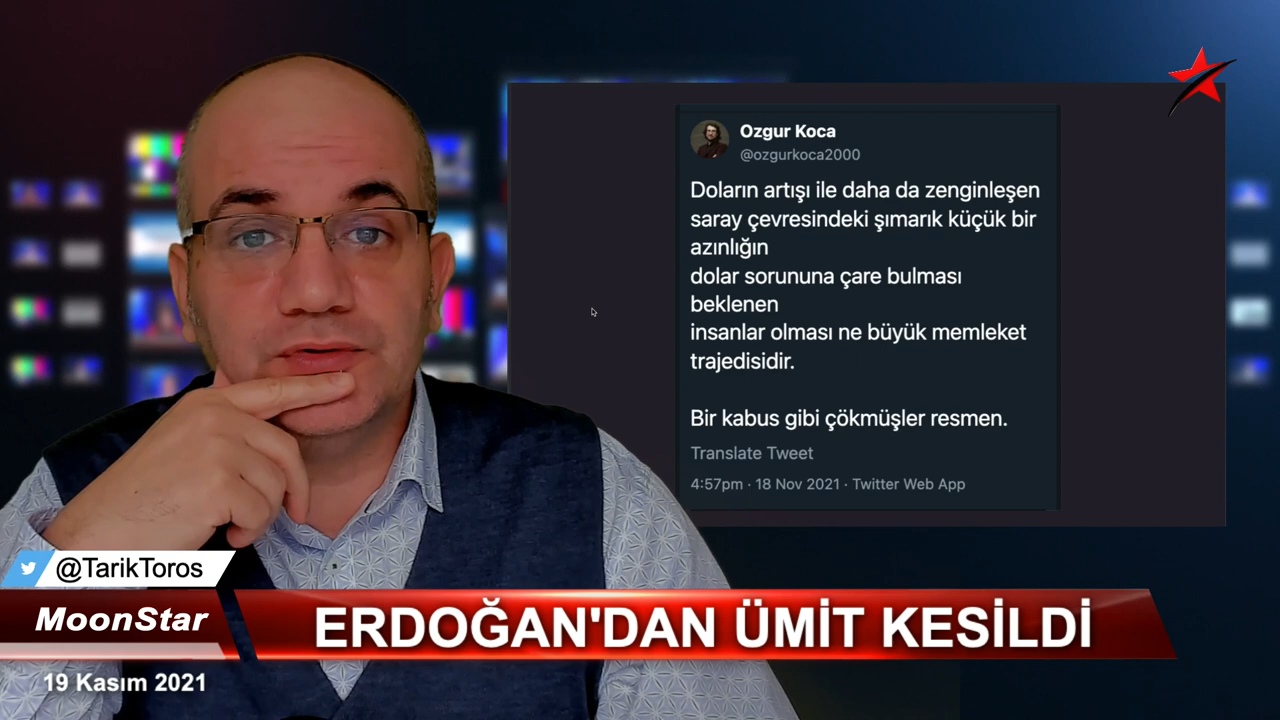 Ozgur Koca
@ozgurkoca2000
Doların artışı ile daha da zenginleşen
saray çevresindeki şımarık küçük bir
azınlığın
dolar sorununa çare bulması
beklenen
insanlar olması ne büyük memleket
trajedisidir.
Bir kabus gibi çökmüşler resmen.
Translate Tweet
4:57pm · 18 Nov 2021 · Twitter Web App
@TarikToros
MoonStar
ERDOĞAN'DAN ÜMİT KESİLDİ
19 Kasım 2021